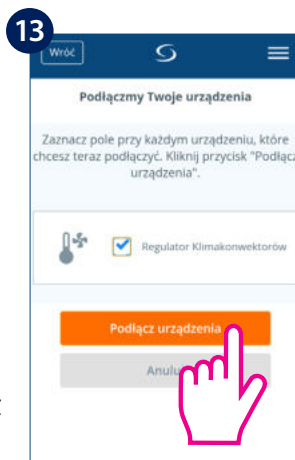 13
Wróć
Podłączmy Twoje urządzenia
Zaznacz pole przy każdym urządzeniu, które
chcesz teraz podłączyć. Kliknij przycisk "Podłącz
urządzenia".
Regulator Klimakonwektorów
Podłącz urządzenia